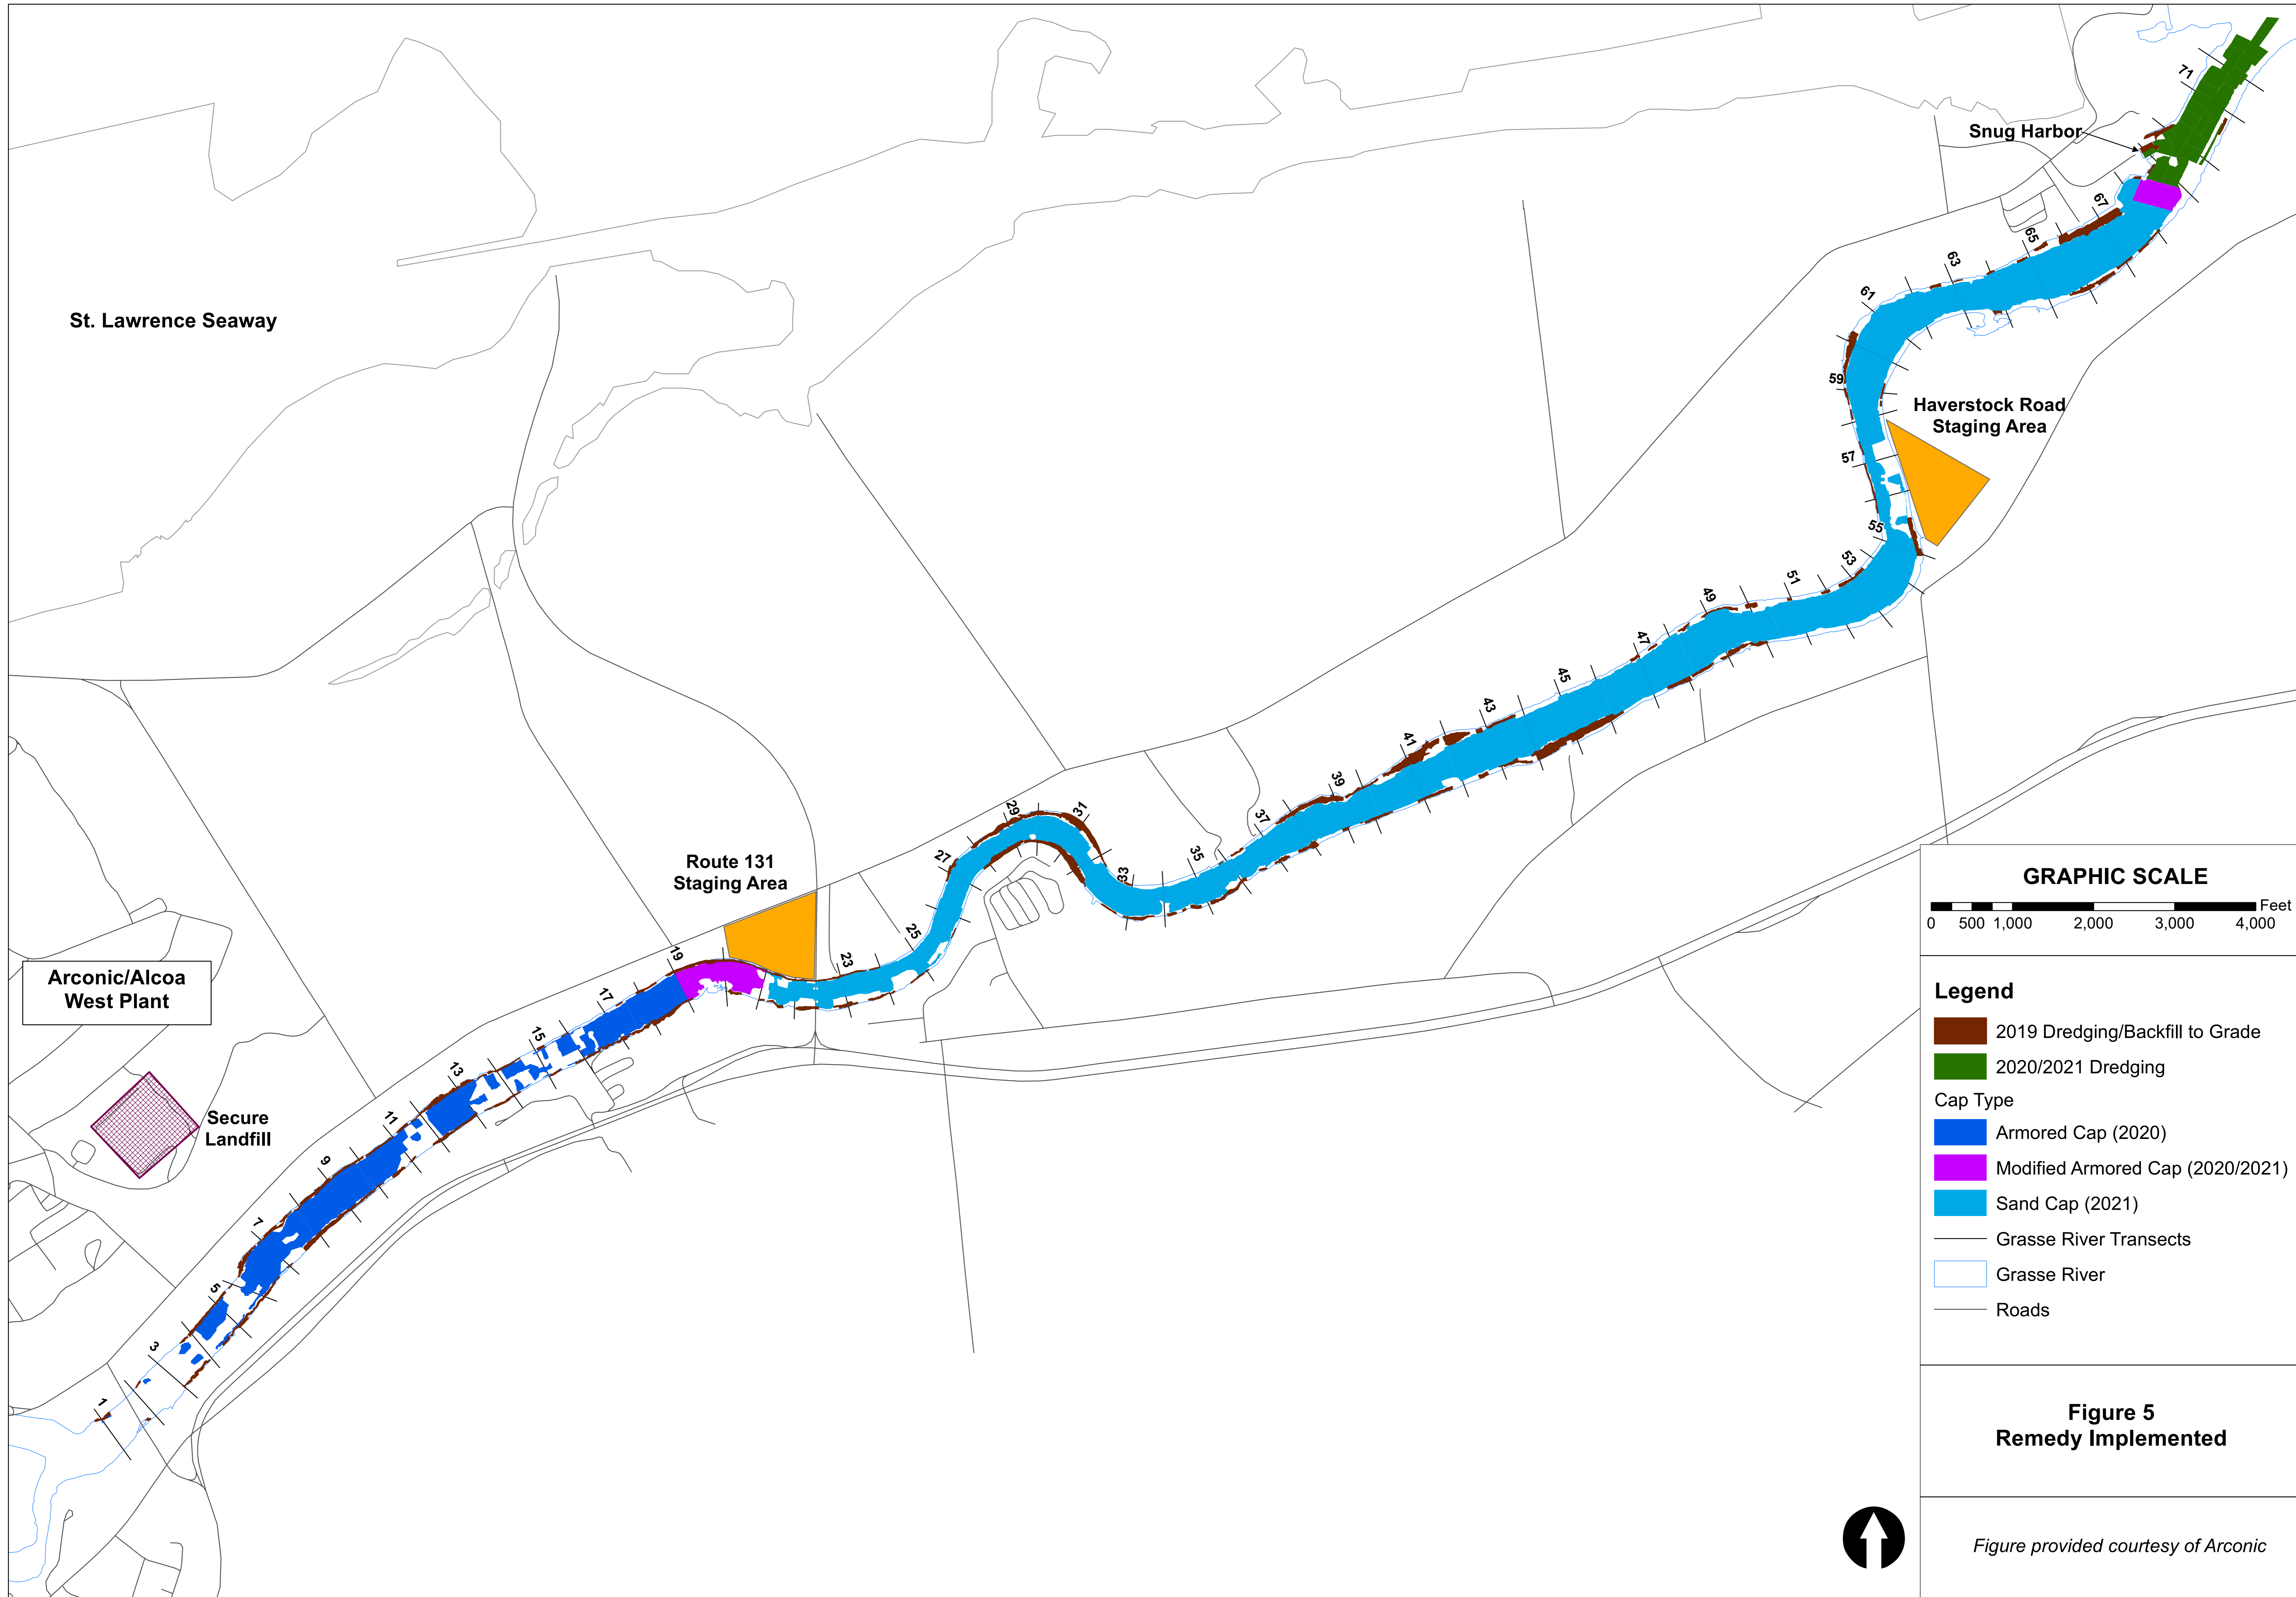 St. Lawrence Seaway
Snug Harbor
71
67
65
63
61
59
Haverstock Road
Staging Area
57
55
53
51
49
47
45
43
41
39
37
35
33
31
29
27
25
23
Route 131
Staging Area
19
17
15
13
11
9
7
5
3
1
Arconic/Alcoa
West Plant
Secure
Landfill
GRAPHIC SCALE
Feet
0 500 1,000 2,000 3,000 4,000
Legend
2019 Dredging/Backfill to Grade
2020/2021 Dredging
Cap Type
Armored Cap (2020)
Modified Armored Cap (2020/2021)
Sand Cap (2021)
Grasse River Transects
Grasse River
Roads
Figure 5
Remedy Implemented
Figure provided courtesy of Arconic